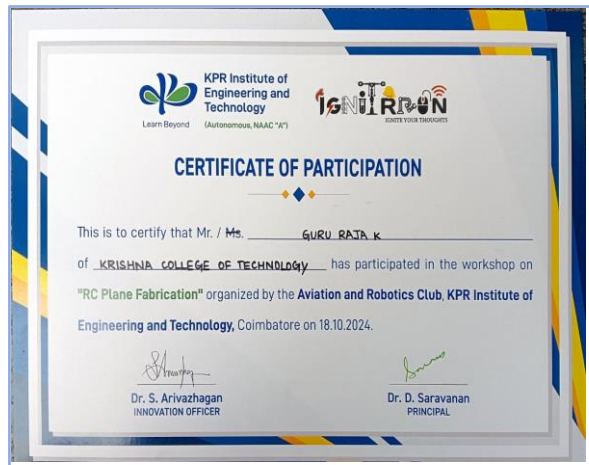 KPR Institute of
Engineering and
Technology
Learn Beyond
(Autonomous, NAAC "A")
IGNITRRON
IGNITE YOUR THOUGHTS
CERTIFICATE OF PARTICIPATION
This is to certify that Mr. / Ms. GURU RAJA K
of KRISHNA COLLEGE OF TECHNOLOGY has participated in the workshop on
"RC Plane Fabrication" organized by the Aviation and Robotics Club, KPR Institute of
Engineering and Technology, Coimbatore on 18.10.2024.
Dr. S. Arivazhagan
INNOVATION OFFICER
Dr. D. Saravanan
PRINCIPAL